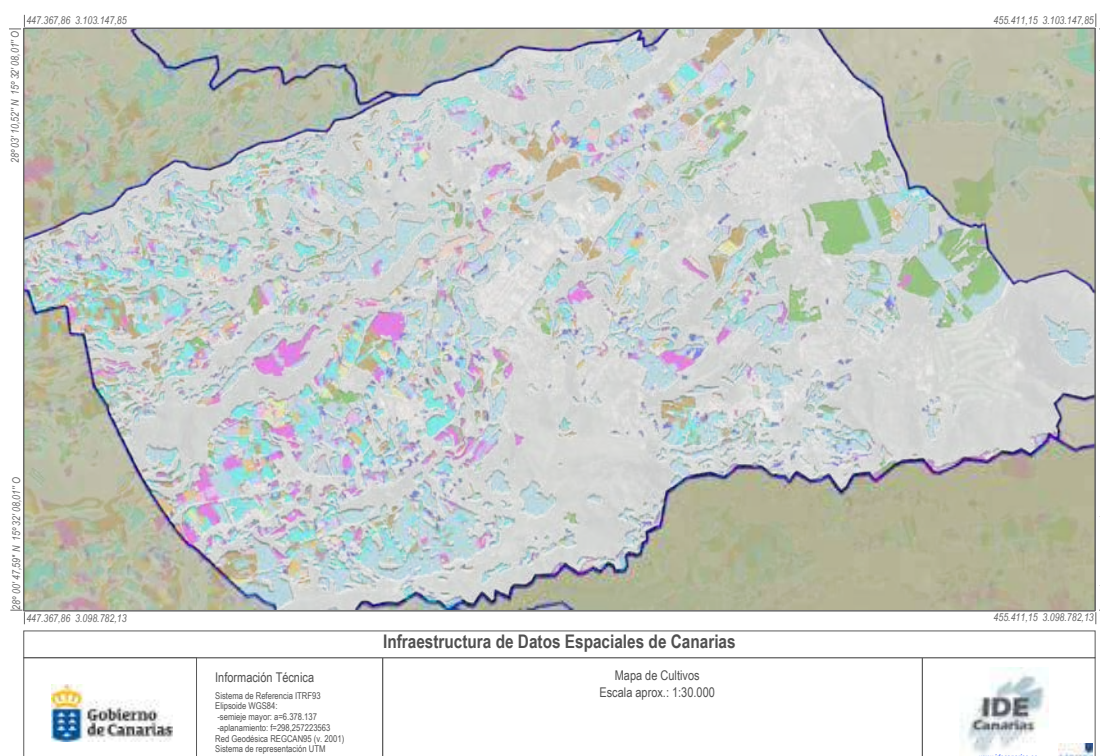 447.367,86 3.103.147,85
455.411,15 3.103.147,85
28º 03' 10,52" N 15º 32' 08,01" O
28º 00' 47,59" N 15º 32' 08,01" O
447.367,86 3.098.782,13
455.411,15 3.098.782,13
Infraestructura de Datos Espaciales de Canarias
Gobierno
de Canarias
Información Técnica
Sistema de Referencia ITRF93
Elipsoide WGS84:
-semieje mayor: a=6.378.137
-aplanamiento: f=298,257223563
Red Geodésica REGCAN95 (v. 2001)
Sistema de representación UTM
Mapa de Cultivos
Escala aprox.: 1:30.000
IDE
Canarias